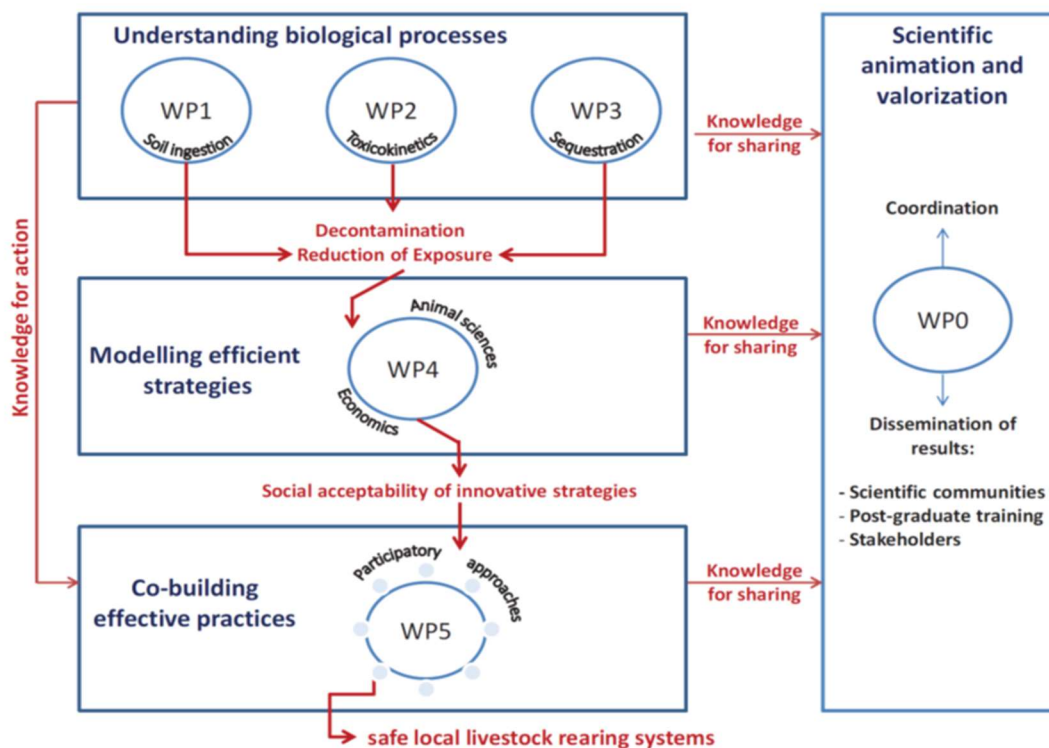 Understanding biological processes
WP1
Soil ingestion
WP2
Toxicokinetics
WP3
Sequestration
Knowledge for action
Decontamination
Reduction of Exposure
Modelling efficient
strategies
Animal sciences
WP4
Economics
Social acceptability of innovative strategies
Co-building
effective practices
Participatory approaches
WP5
safe local livestock rearing systems
Knowledge
for sharing
Knowledge
for sharing
Knowledge
for sharing
Scientific
animation and
valorization
Coordination
WP0
Dissemination of
results:
- Scientific communities
- Post-graduate training
- Stakeholders